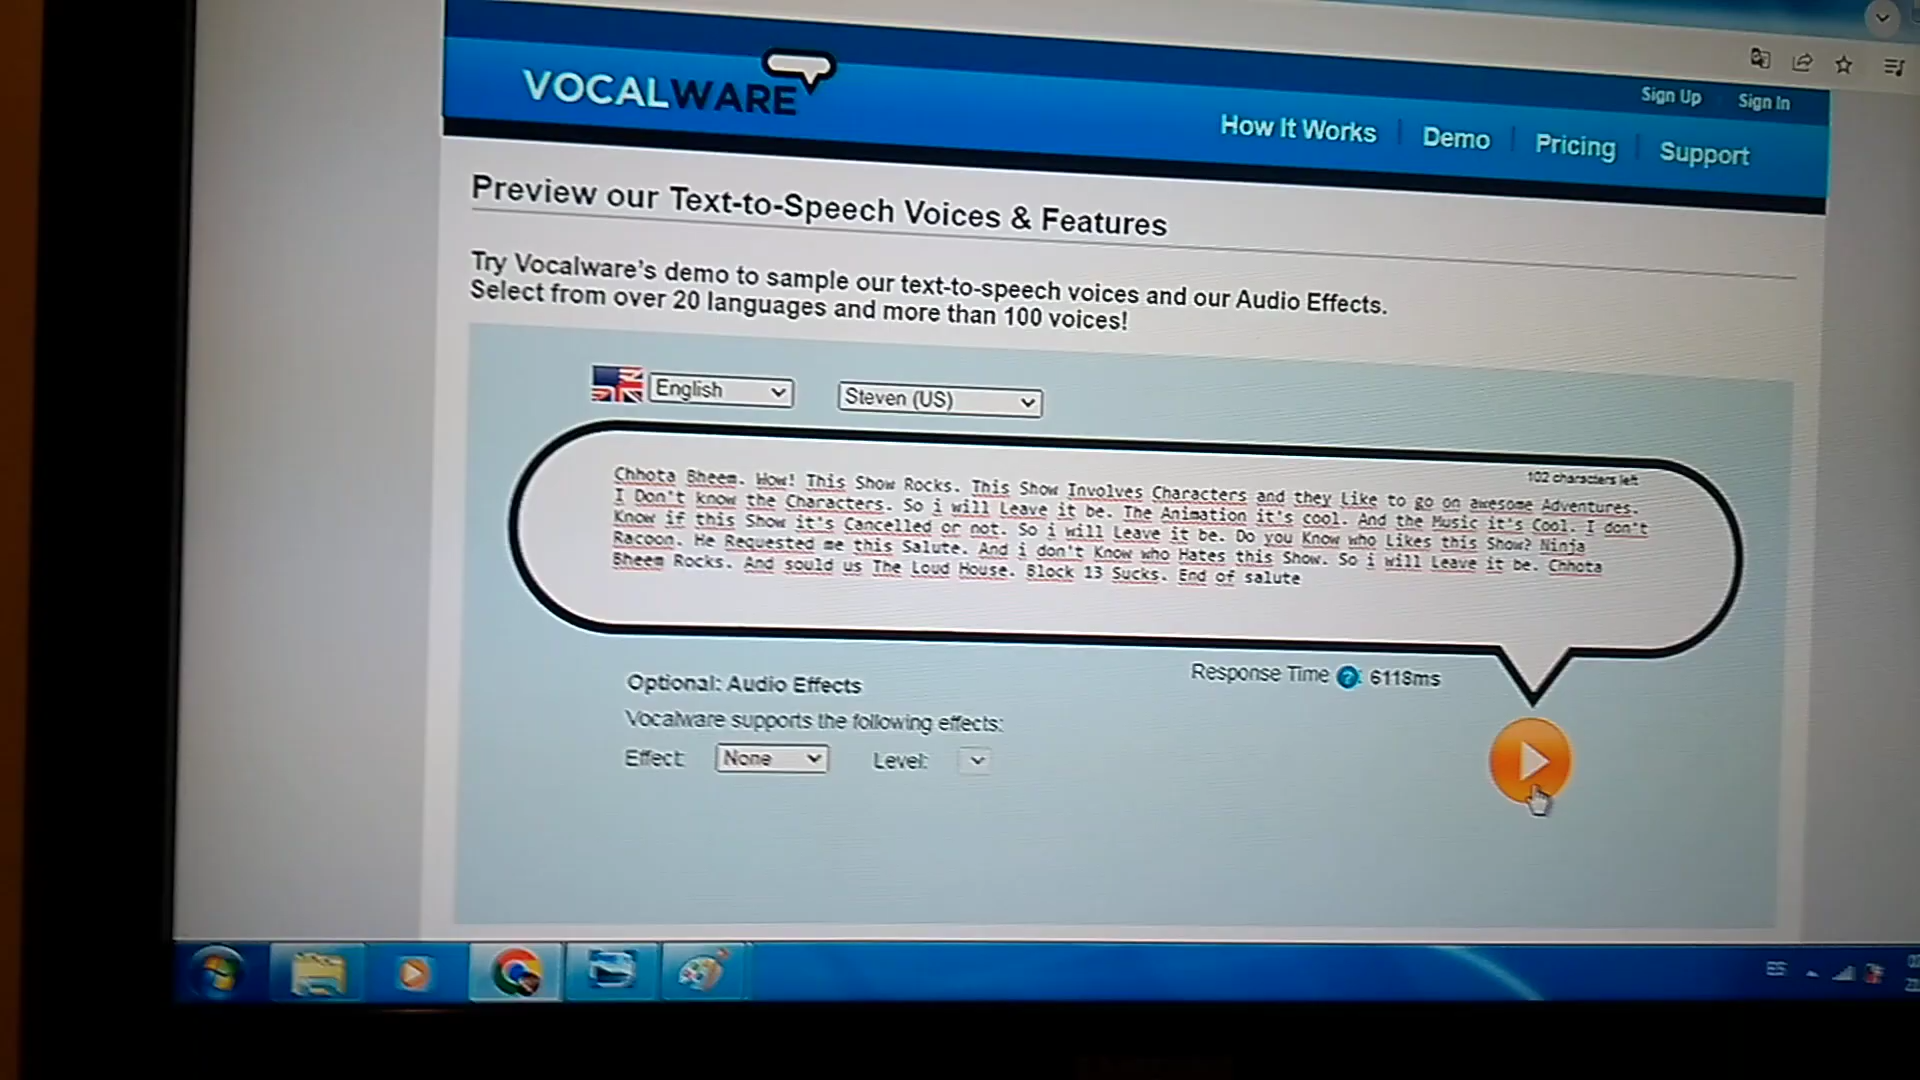 VOCALWARE
Sign Up
Sign In
How It Works
Demo
Pricing
Support
Preview our Text-to-Speech Voices & Features
Try Vocalware's demo to sample our text-to-speech voices and our Audio Effects.
Select from over 20 languages and more than 100 voices!
English
Steven (US)
102 characters left
Chhota Bheem. Wow! This Show Rocks. This Show Involves Characters and they Like to go on awesome Adventures.
I Don't know the Characters. So i will Leave it be. The Animation it's cool. And the Music it's Cool. I don't
Know if this Show it's Cancelled or not. So i will Leave it be. Do you Know who Likes this Show? Ninja
Racoon. He Requested me this Salute. And i don't Know who Hates this Show. So i will Leave it be. Chhota
Bheem Rocks. And sould us The Loud House. Block 13 Sucks. End of salute
Response Time ? : 6118ms
Optional: Audio Effects
Vocalware supports the following effects:
Effect: None
Level:
ES